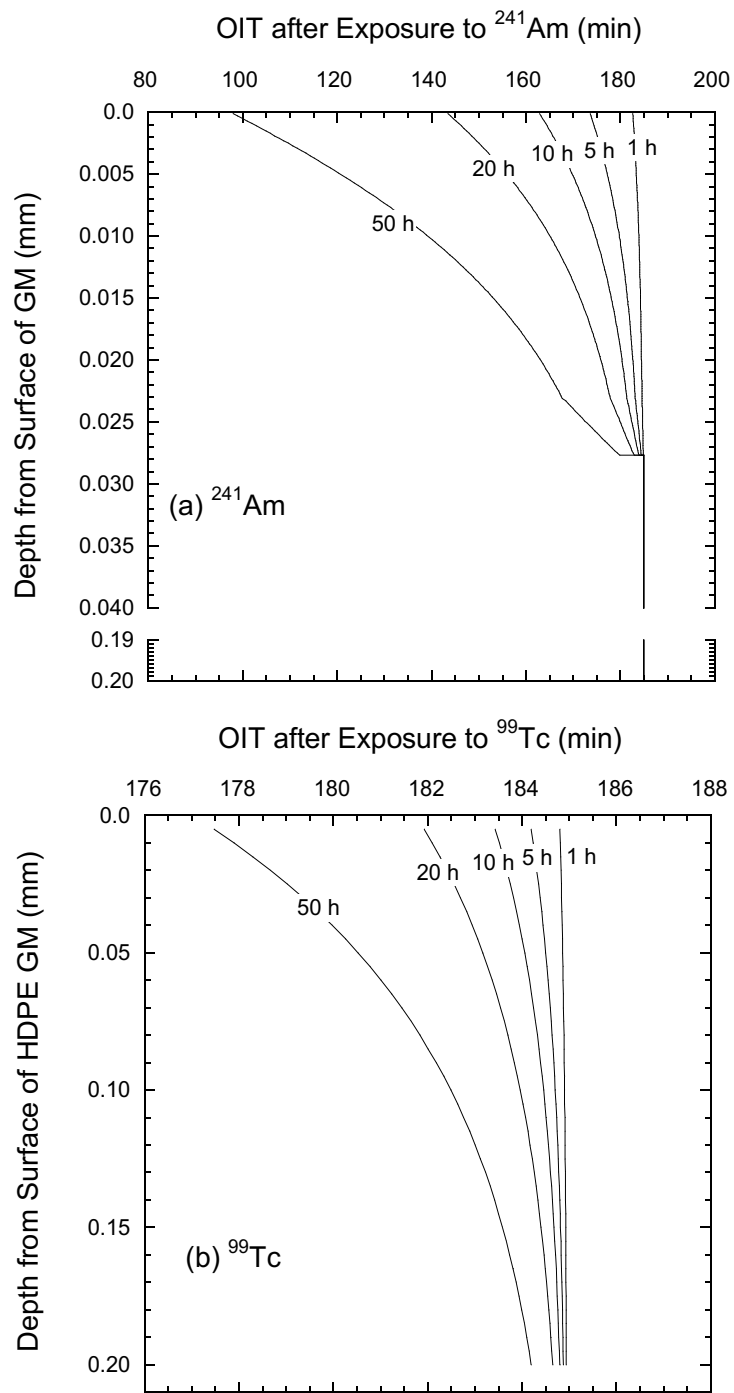 OIT after Exposure to ²⁴¹Am (min)
80 100 120 140 160 180 200
Depth from Surface of GM (mm)
0.0
0.005
0.010
0.015
0.020
0.025
0.030
0.035
0.040
0.19
0.20
50 h 20 h 10 h 5 h 1 h
(a) ²⁴¹Am
OIT after Exposure to ⁹⁹Tc (min)
176 178 180 182 184 186 188
Depth from Surface of HDPE GM (mm)
0.0
0.05
0.10
0.15
0.20
50 h 20 h 10 h 5 h 1 h
(b) ⁹⁹Tc